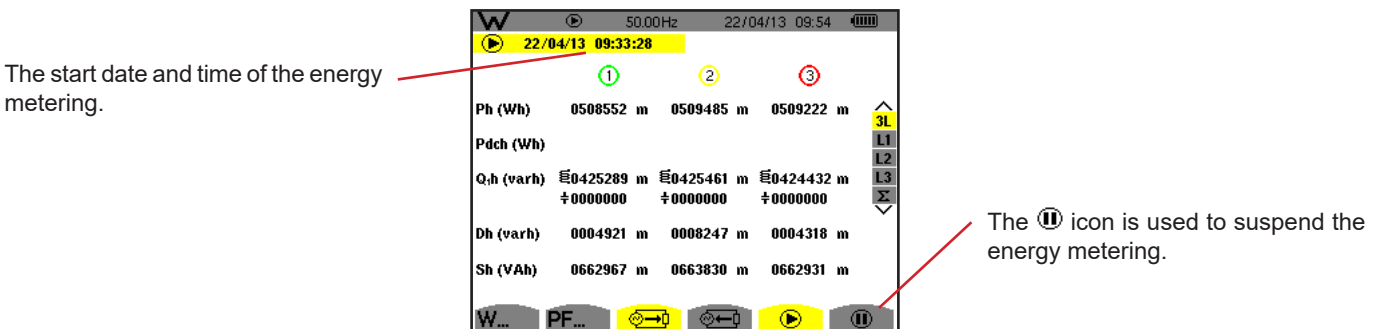 W 50.00Hz 22/04/13 09:54
22/04/13 09:33:28
The start date and time of the energy
metering.
1 2 3
Ph (Wh) 0508552 m 0509485 m 0509222 m
3L
Pdch (Wh)
L1
L2
Q₁h (varh) 0425289 m 0425461 m 0424432 m
L3
÷0000000 ÷0000000 ÷0000000
Σ
The icon is used to suspend the
energy metering.
Dh (varh) 0004921 m 0008247 m 0004318 m
Sh (VAh) 0662967 m 0663830 m 0662931 m
W... PF...